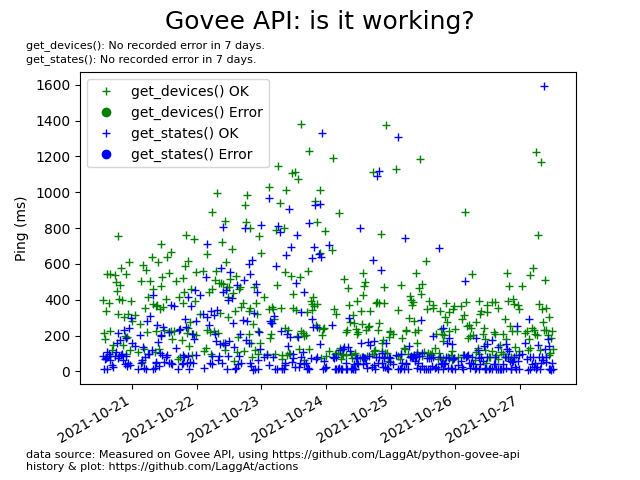 Govee API: is it working?
get_devices(): No recorded error in 7 days.
get_states(): No recorded error in 7 days.
get_devices() OK
get_devices() Error
get_states() OK
get_states() Error
Ping (ms)
1600
1400
1200
1000
800
600
400
200
0
2021-10-21
2021-10-22
2021-10-23
2021-10-24
2021-10-25
2021-10-26
2021-10-27
data source: Measured on Govee API, using https://github.com/LaggAt/python-govee-api
history & plot: https://github.com/LaggAt/actions